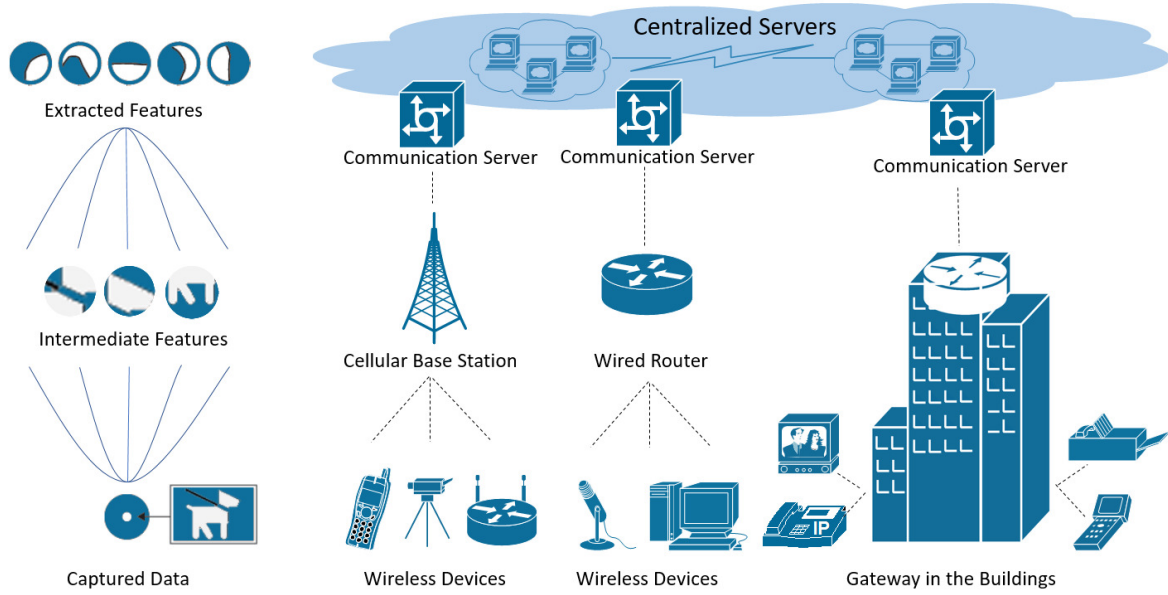 Centralized Servers
Extracted Features
Communication Server
Communication Server
Communication Server
Intermediate Features
Cellular Base Station
Wired Router
IP
Captured Data
Wireless Devices
Wireless Devices
Gateway in the Buildings